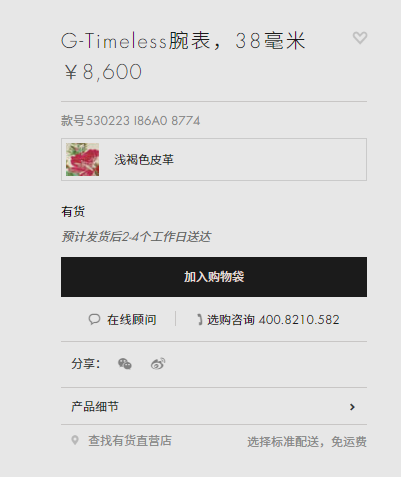 G-Timeless腕表，38毫米
￥8,600
款号530223 I86A0 8774
浅褐色皮革
有货
预计发货后2-4个工作日送达
加入购物袋
在线顾问
选购咨询 400.8210.582
分享：
产品细节
查找有货直营店
选择标准配送，免运费